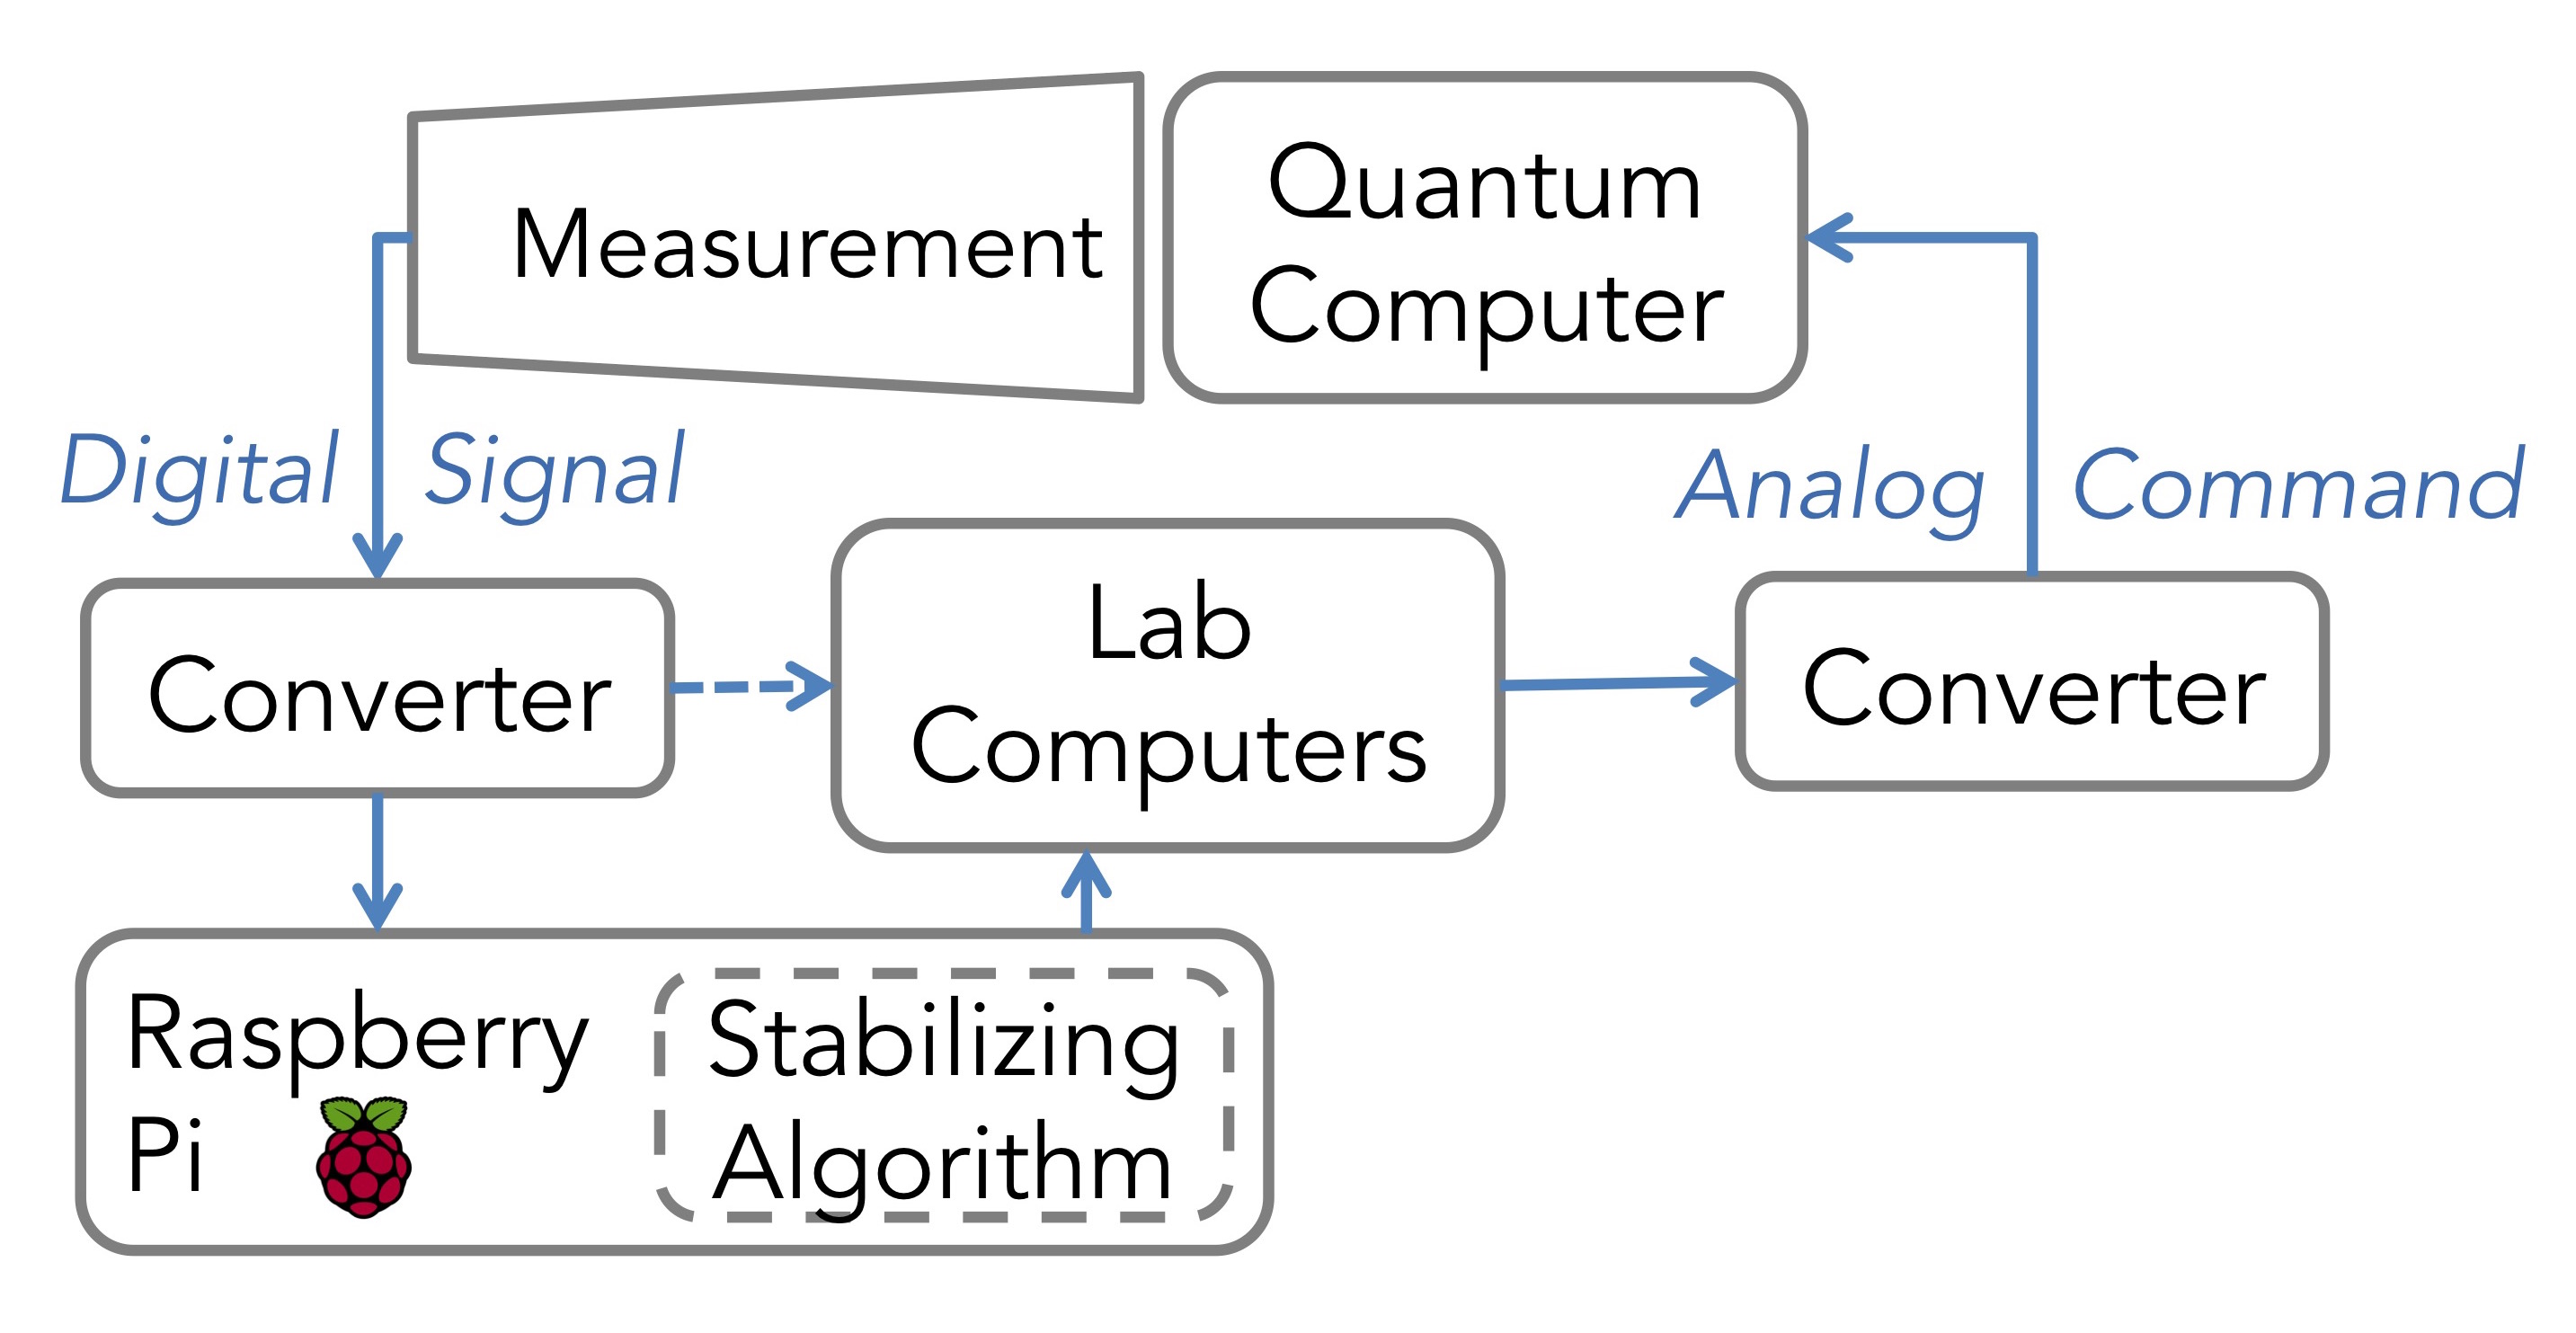 Measurement
Quantum
Computer
Digital Signal
Analog Command
Converter
Lab
Computers
Converter
Raspberry
Pi
Stabilizing
Algorithm